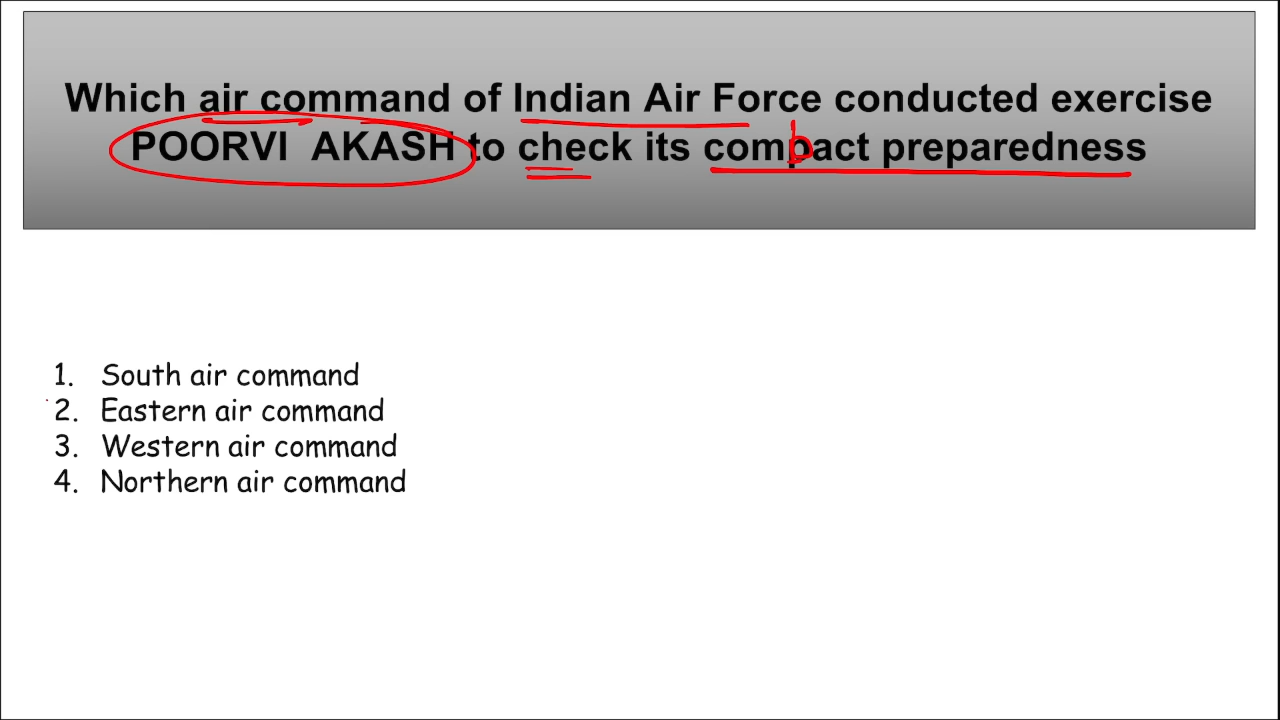 Which air command of Indian Air Force conducted exercise
POORVI AKASH to check its compact preparedness
b
1. South air command
2. Eastern air command
3. Western air command
4. Northern air command